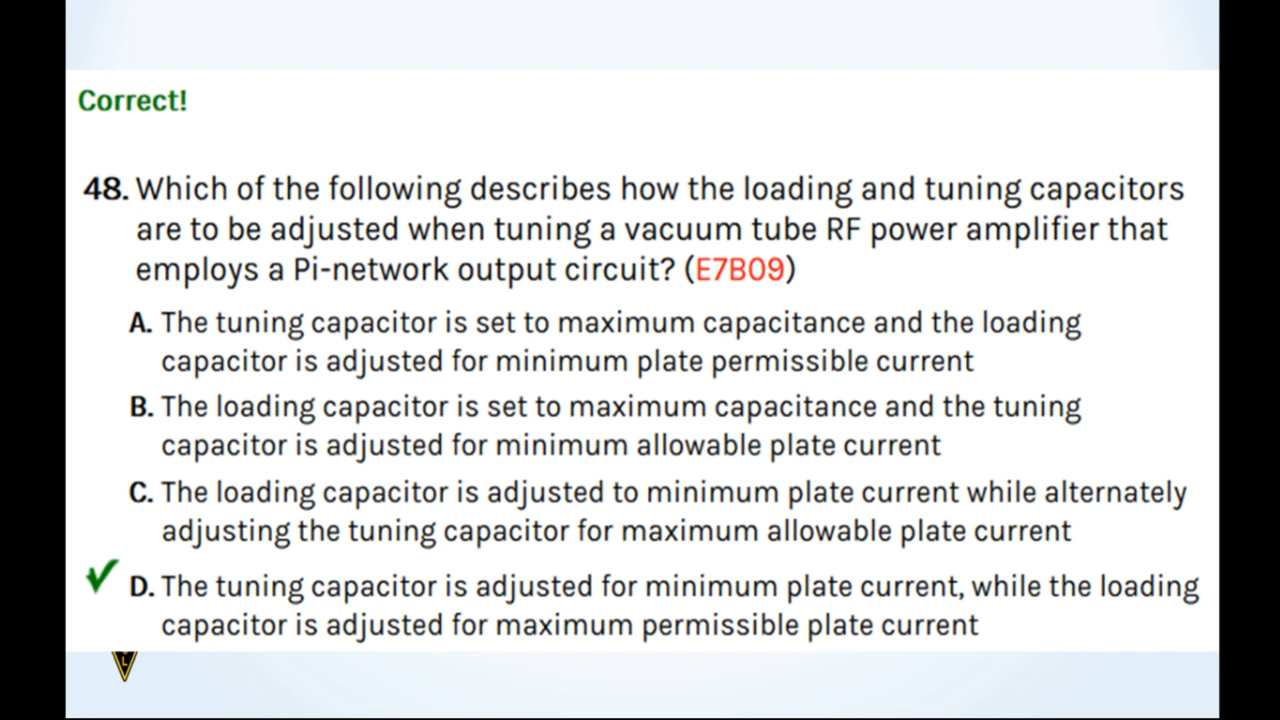 Correct!
48. Which of the following describes how the loading and tuning capacitors
are to be adjusted when tuning a vacuum tube RF power amplifier that
employs a Pi-network output circuit? (E7B09)
A. The tuning capacitor is set to maximum capacitance and the loading
capacitor is adjusted for minimum plate permissible current
B. The loading capacitor is set to maximum capacitance and the tuning
capacitor is adjusted for minimum allowable plate current
C. The loading capacitor is adjusted to minimum plate current while alternately
adjusting the tuning capacitor for maximum allowable plate current
D. The tuning capacitor is adjusted for minimum plate current, while the loading
capacitor is adjusted for maximum permissible plate current
L